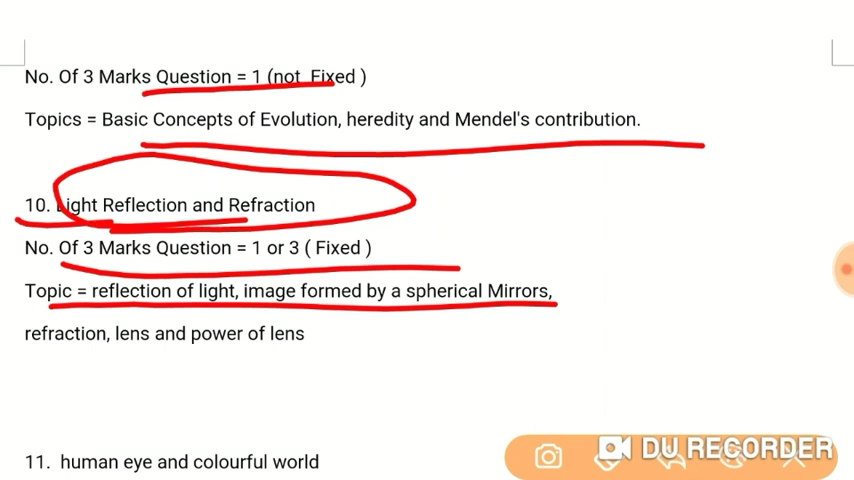 No. Of 3 Marks Question = 1 (not Fixed )
Topics = Basic Concepts of Evolution, heredity and Mendel's contribution.
10. Light Reflection and Refraction
No. Of 3 Marks Question = 1 or 3 ( Fixed )
Topic = reflection of light, image formed by a spherical Mirrors,
refraction, lens and power of lens
11. human eye and colourful world
DU RECORDER